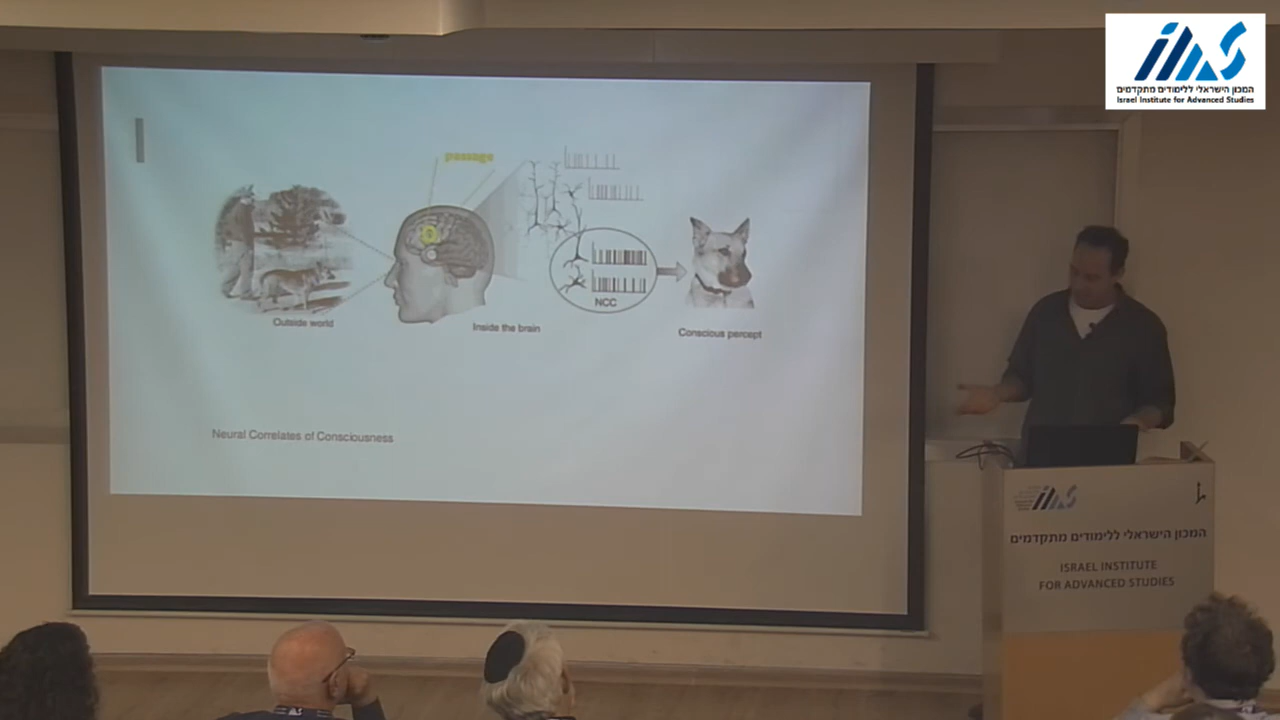 המכון הישראלי ללימודים מתקדמים
Israel Institute for Advanced Studies
passage
NCC
Outside world
Inside the brain
Conscious percept
Neural Correlates of Consciousness
המכון הישראלי ללימודים מתקדמים
ISRAEL INSTITUTE
FOR ADVANCED STUDIES